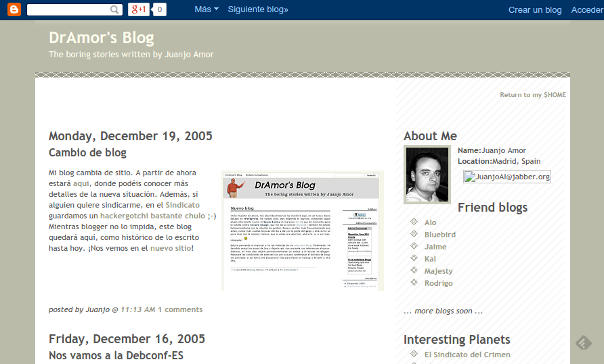 g+1 0 Más Siguiente blog» Crear un blog Acceder
DrAmor's Blog
The boring stories written by Juanjo Amor
Return to my $HOME
Monday, December 19, 2005
Cambio de blog
Mi blog cambia de sitio. A partir de ahora
estará aqui, donde podéis conocer más
detalles de la nueva situación. Además, si
alguien quiere sindicarme, en el Sindicato
guardamos un hackergotchi bastante chulo ;-)
Mientras blogger no lo impida, este blog
quedará aquí, como histórico de lo escrito
hasta hoy. ¡Nos vemos en el nuevo sitio!
DrAmor's Blog
The boring stories written by Juanjo Amor
Nuevo blog
posted by Juanjo @ 11:13 AM 1 comments
Friday, December 16, 2005
Nos vamos a la Debconf-ES
About Me
Name:Juanjo Amor
Location:Madrid, Spain
JuanjoAl@jabber.org
Friend blogs
Alo
Bluebird
Jaime
Kal
Majesty
Rodrigo
... more blogs soon ...
Interesting Planets
El Sindicato del Crimen